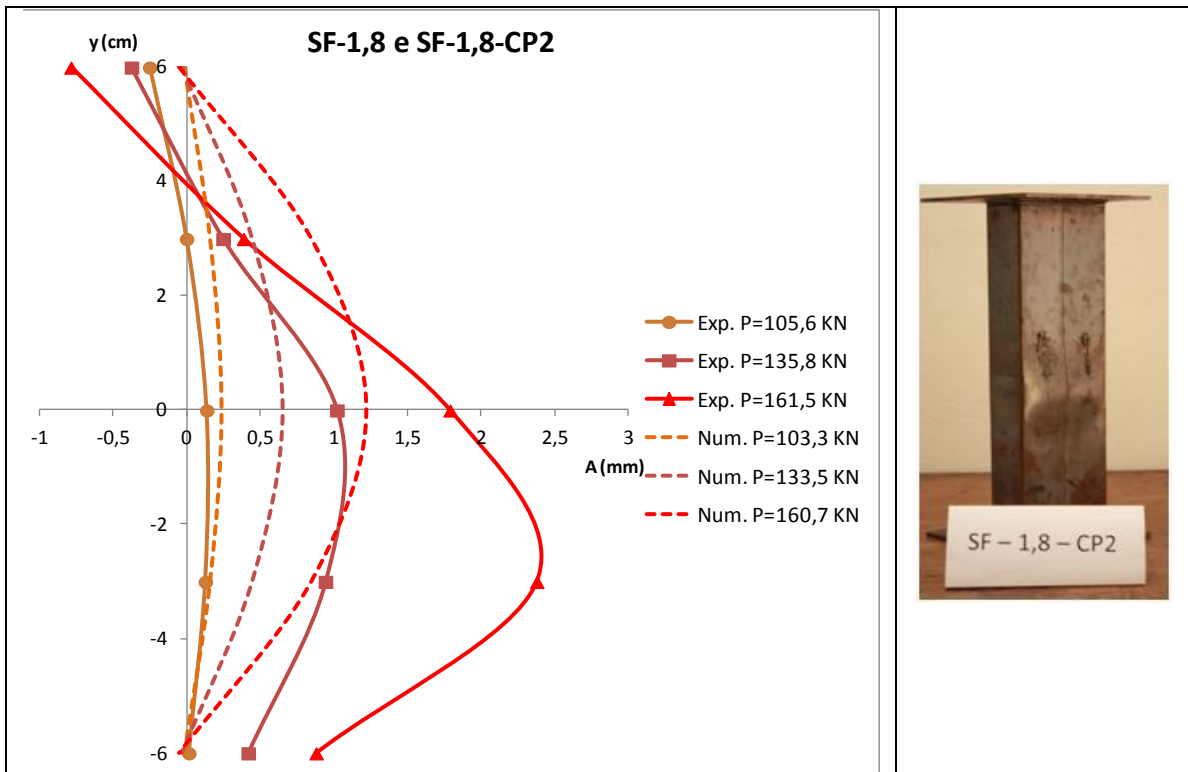 SF-1,8 e SF-1,8-CP2
y (cm)
6
4
2
0
-2
-4
-6
-1
0
0,5
1
1,5
2
2,5
3
A (mm)
Exp. P=105,6 KN
Exp. P=135,8 KN
Exp. P=161,5 KN
Num. P=103,3 KN
Num. P=133,5 KN
Num. P=160,7 KN
SF – 1,8 – CP2